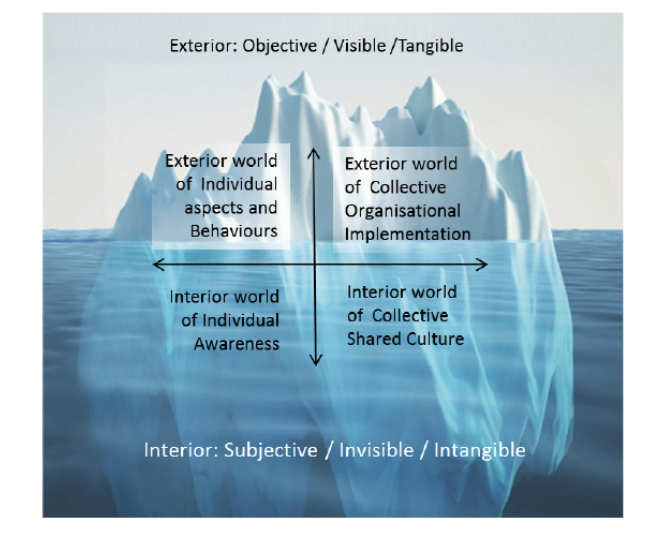 Exterior: Objective / Visible /Tangible
Exterior world
of Individual
aspects and
Behaviours
Exterior world
of Collective
Organisational
Implementation
Interior world
of Individual
Awareness
Interior world
of Collective
Shared Culture
Interior: Subjective / Invisible / Intangible